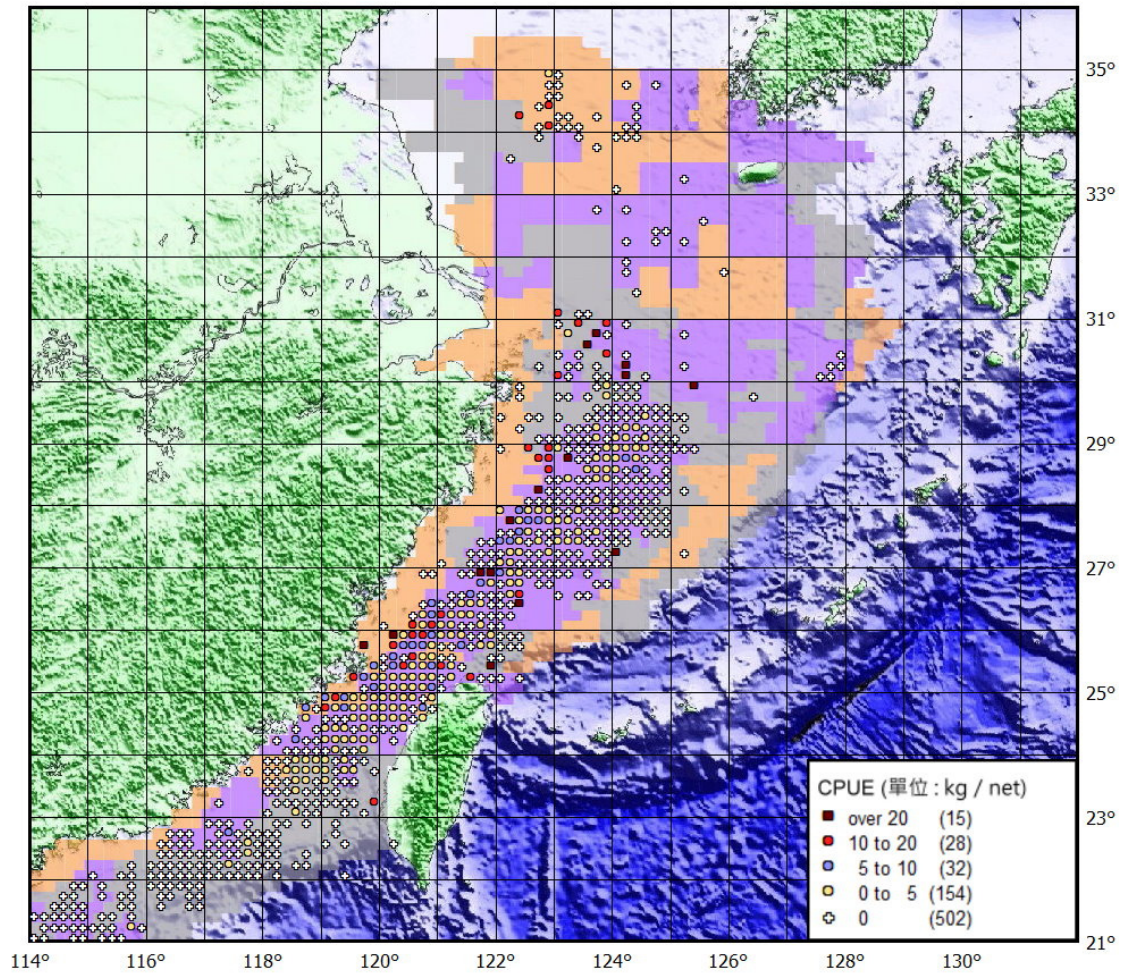 35°
33°
31°
29°
27°
25°
23°
21°
CPUE (單位 : kg / net)
over 20 (15)
10 to 20 (28)
5 to 10 (32)
0 to 5 (154)
0 (502)
114° 116° 118° 120° 122° 124° 126° 128° 130°